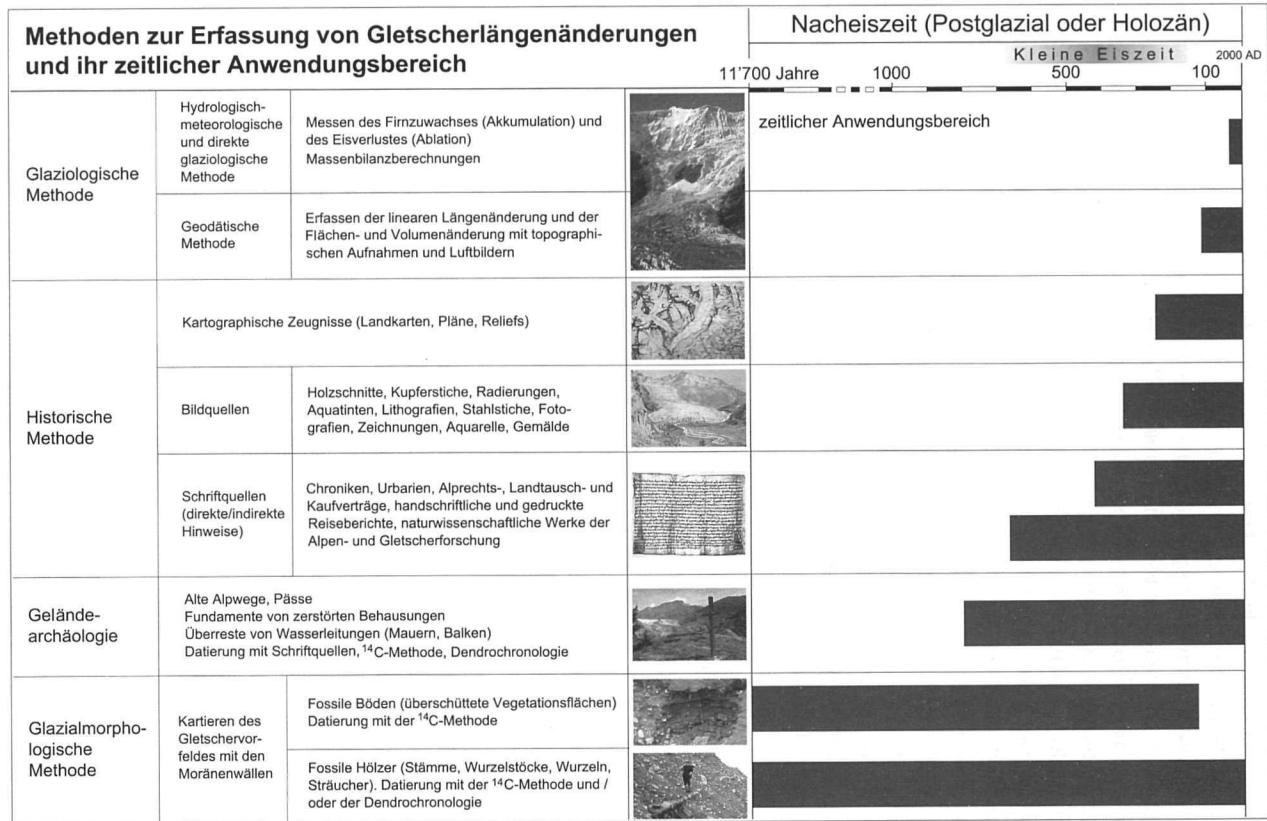 Methoden zur Erfassung von Gletscherlängenänderungen
und ihr zeitlicher Anwendungsbereich
Nacheiszeit (Postglazial oder Holozän)
Kleine Eiszeit
2000 AD
11'700 Jahre
1000
500
100
zeitlicher Anwendungsbereich
Glaziologische
Methode
Hydrologisch-
meteorologische
und direkte
glaziologische
Methode
Messen des Firnzuwachses (Akkumulation) und
des Eisverlustes (Ablation)
Massenbilanzberechnungen
Geodätische
Methode
Erfassen der linearen Längenänderung und der
Flächen- und Volumenänderung mit topographi-
schen Aufnahmen und Luftbildern
Historische
Methode
Kartographische Zeugnisse (Landkarten, Pläne, Reliefs)
Bildquellen
Holzschnitte, Kupferstiche, Radierungen,
Aquatinten, Lithografien, Stahlstiche, Foto-
grafien, Zeichnungen, Aquarelle, Gemälde
Schriftquellen
(direkte/indirekte
Hinweise)
Chroniken, Urbarien, Alprechts-, Landtausch- und
Kaufverträge, handschriftliche und gedruckte
Reiseberichte, naturwissenschaftliche Werke der
Alpen- und Gletscherforschung
Gelände-
archäologie
Alte Alpwege, Pässe
Fundamente von zerstörten Behausungen
Überreste von Wasserleitungen (Mauern, Balken)
Datierung mit Schriftquellen, ¹⁴C-Methode, Dendrochronologie
Glazialmorpho-
logische
Methode
Kartieren des
Gletschervor-
feldes mit den
Moränenwällen
Fossile Böden (überschüttete Vegetationsflächen)
Datierung mit der ¹⁴C-Methode
Fossile Hölzer (Stämme, Wurzelstöcke, Wurzeln,
Sträucher). Datierung mit der ¹⁴C-Methode und /
oder der Dendrochronologie